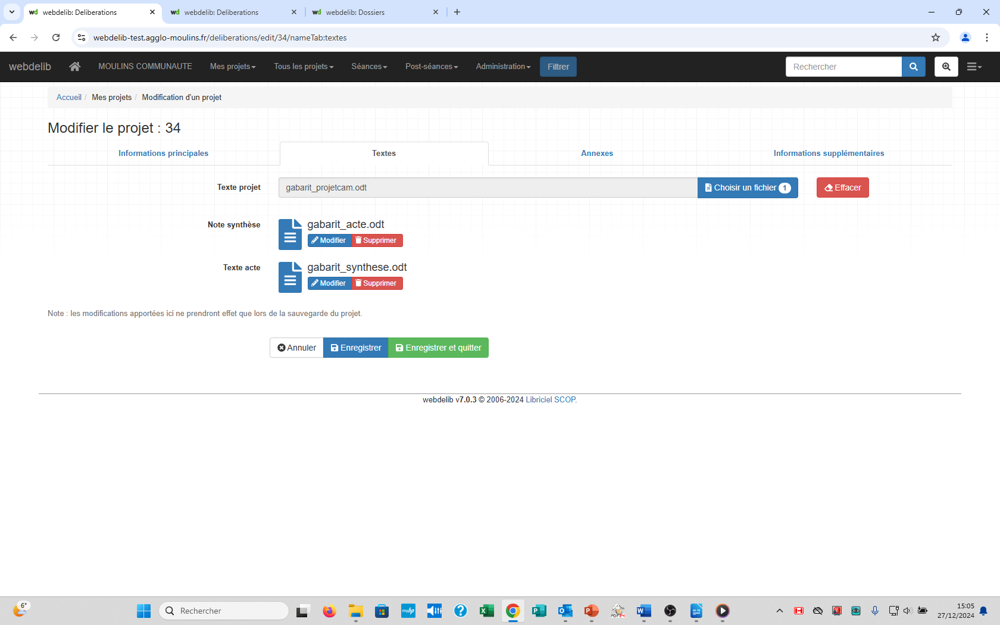 webdelib: Deliberations
webdelib: Deliberations
webdelib: Dossiers
webdelib-test.agglo-moulins.fr/deliberations/edit/34/nameTab:textes
webdelib MOULINS COMMUNAUTE Mes projets Tous les projets Séances Post-séances Administration Filtrer Rechercher
Accueil / Mes projets / Modification d'un projet
Modifier le projet : 34
Informations principales Textes Annexes Informations supplémentaires
Texte projet gabarit_projetcam.odt Choisir un fichier 1 Effacer
Note synthèse gabarit_acte.odt
Modifier Supprimer
Texte acte gabarit_synthese.odt
Modifier Supprimer
Note : les modifications apportées ici ne prendront effet que lors de la sauvegarde du projet.
Annuler Enregistrer Enregistrer et quitter
webdelib v7.0.3 © 2006-2024 Libriciel SCOP.
6°
Rechercher
15:05
27/12/2024